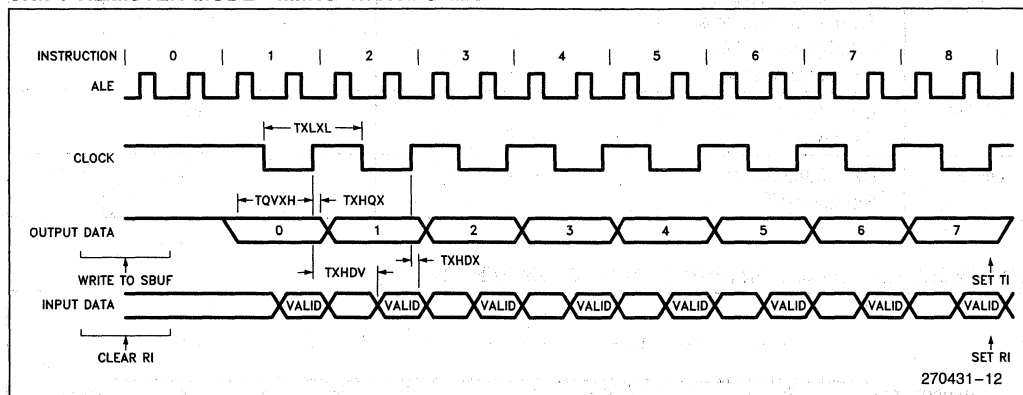 INSTRUCTION 0 1 2 3 4 5 6 7 8
ALE
TXLXL
CLOCK
TQVXH TXHQX
OUTPUT DATA 0 1 2 3 4 5 6 7
TXHDV TXHDX
WRITE TO SBUF SET TI
INPUT DATA VALID VALID VALID VALID VALID VALID VALID VALID
CLEAR RI SET RI
270431-12